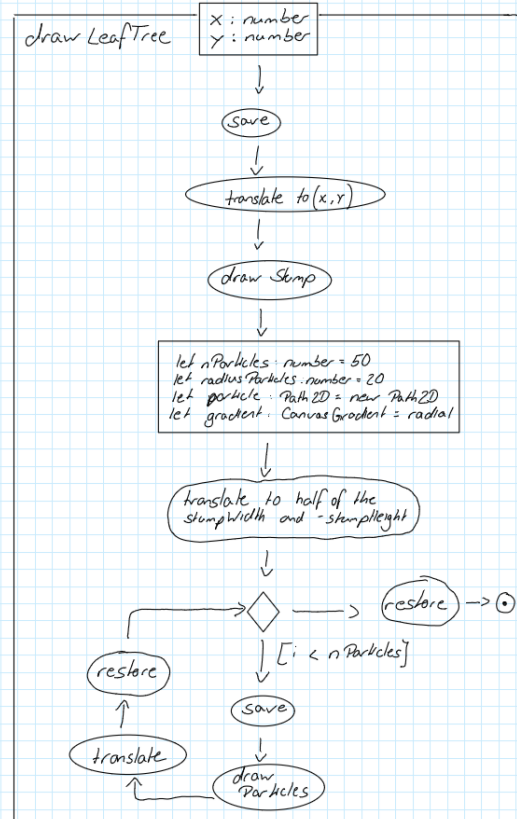 draw LeafTree
x : number
y : number
save
translate to (x, y)
draw Stump
let nParticles : number = 50
let radiusParticles : number = 20
let particle : Path2D = new Path2D
let gradient : CanvasGradient = radial
translate to half of the
stumpWidth and -stumpHeight
restore
[i < nParticles]
restore
save
translate
draw
Particles